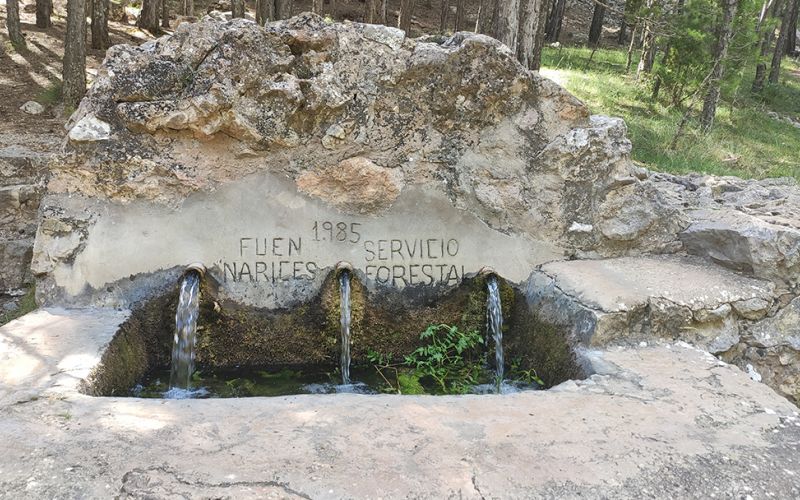 1985
FUEN
NARICES
SERVICIO
FORESTAL